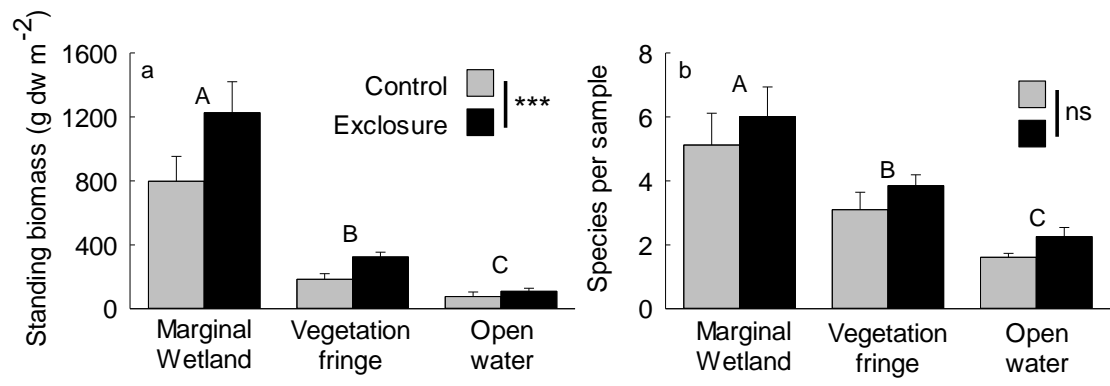 Standing biomass (g dw m-2)
1600
1200
800
400
0
a
A
B
C
Control
Exclosure
***
Marginal
Wetland
Vegetation
fringe
Open
water
Species per sample
8
6
4
2
0
b
A
B
C
ns
Marginal
Wetland
Vegetation
fringe
Open
water